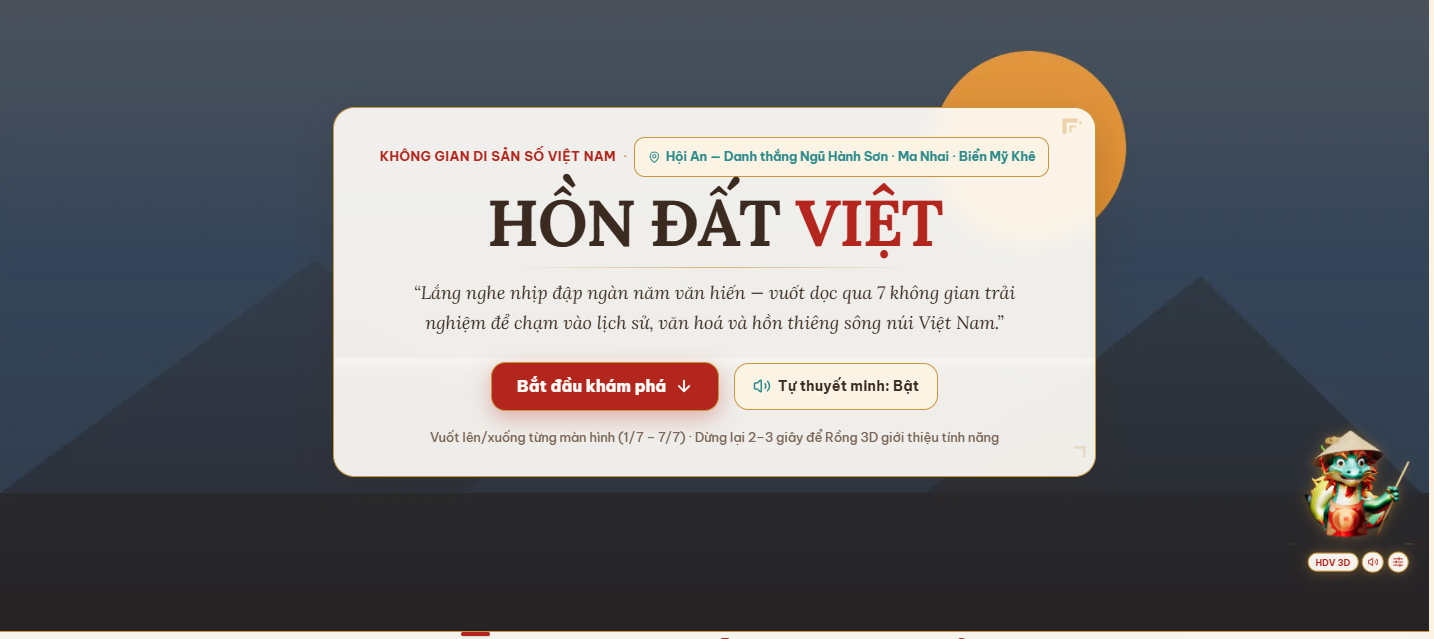 KHÔNG GIAN DI SẢN SỐ VIỆT NAM · Hội An — Danh thắng Ngũ Hành Sơn · Ma Nhai · Biển Mỹ Khê
HỒN ĐẤT VIỆT
“Lắng nghe nhịp đập ngàn năm văn hiến — vuốt dọc qua 7 không gian trải
nghiệm để chạm vào lịch sử, văn hoá và hồn thiêng sông núi Việt Nam.”
Bắt đầu khám phá ↓
Tự thuyết minh: Bật
Vuốt lên/xuống từng màn hình (1/7 – 7/7) · Dừng lại 2–3 giây để Rồng 3D giới thiệu tính năng
HDV 3D